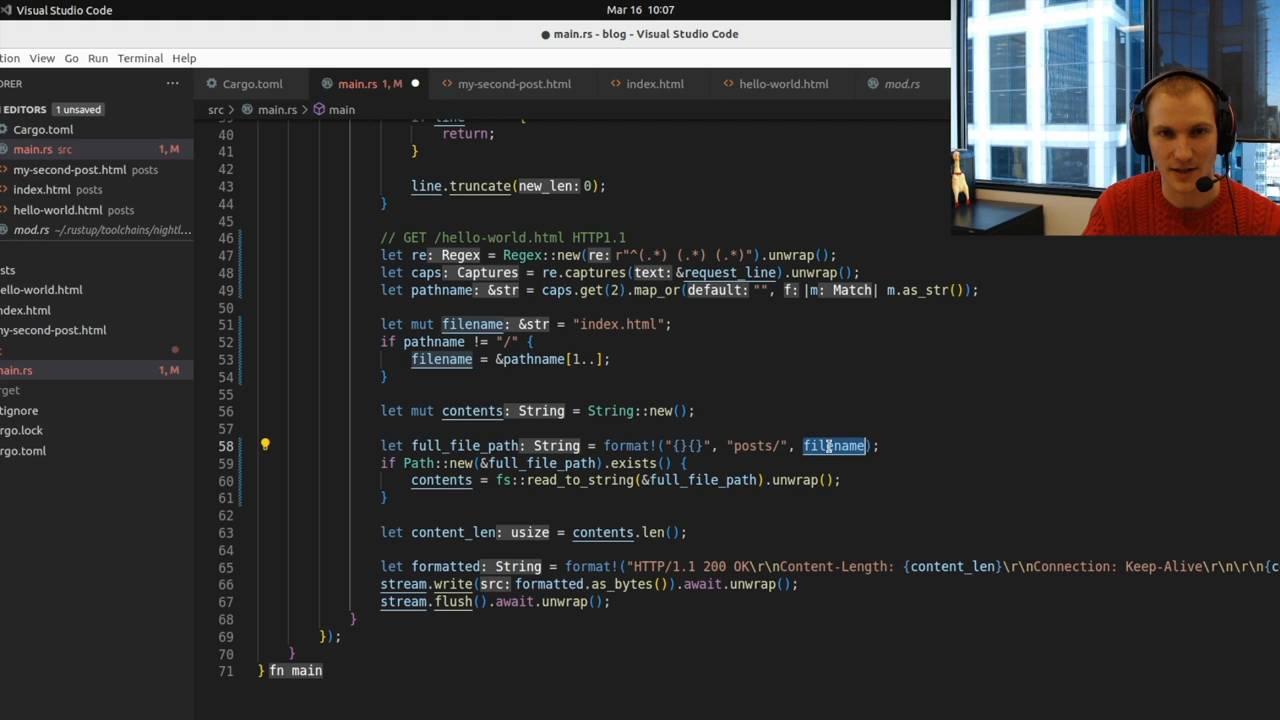 Visual Studio Code
Mar 16 10:07
main.rs - blog - Visual Studio Code
tion View Go Run Terminal Help
ORER
Cargo.toml
main.rs 1, M
my-second-post.html
index.html
hello-world.html
mod.rs
src > main.rs > main
EDITORS 1 unsaved
Cargo.toml
main.rs src 1, M
my-second-post.html posts
index.html posts
hello-world.html posts
mod.rs ~/.rustup/toolchains/nightl...
sts
ello-world.html
ndex.html
my-second-post.html
c
main.rs 1, M
rget
itignore
argo.lock
argo.toml
39 if line {
40 return;
41 }
42
43 line.truncate(new_len:0);
44 }
45
46 // GET /hello-world.html HTTP1.1
47 let re: Regex = Regex::new(re: r"^(.*) (.*) (.*)").unwrap();
48 let caps: Captures = re.captures(text: &request_line).unwrap();
49 let pathname: &str = caps.get(2).map_or(default: "", f: |m: Match| m.as_str());
50
51 let mut filename: &str = "index.html";
52 if pathname != "/" {
53 filename = &pathname[1..];
54 }
55
56 let mut contents: String = String::new();
57
58 let full_file_path: String = format!("{}{}", "posts/", filename);
59 if Path::new(&full_file_path).exists() {
60 contents = fs::read_to_string(&full_file_path).unwrap();
61 }
62
63 let content_len: usize = contents.len();
64
65 let formatted: String = format!("HTTP/1.1 200 OK\r\nContent-Length: {content_len}\r\nConnection: Keep-Alive\r\n\r\n{c
66 stream.write(src: formatted.as_bytes()).await.unwrap();
67 stream.flush().await.unwrap();
68 }
69 });
70 }
71 } fn main